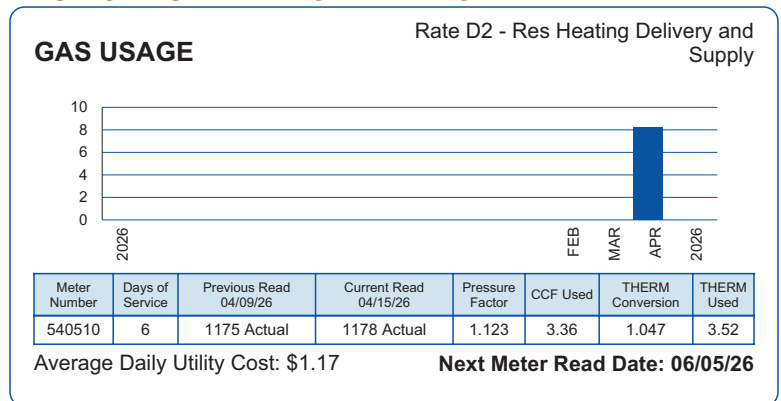 GAS USAGE
Rate D2 - Res Heating Delivery and
Supply
10
8
6
4
2
0
2026
FEB
MAR
APR
2026
Meter Number | Days of Service | Previous Read 04/09/26 | Current Read 04/15/26 | Pressure Factor | CCF Used | THERM Conversion | THERM Used
540510 | 6 | 1175 Actual | 1178 Actual | 1.123 | 3.36 | 1.047 | 3.52
Average Daily Utility Cost: $1.17
Next Meter Read Date: 06/05/26